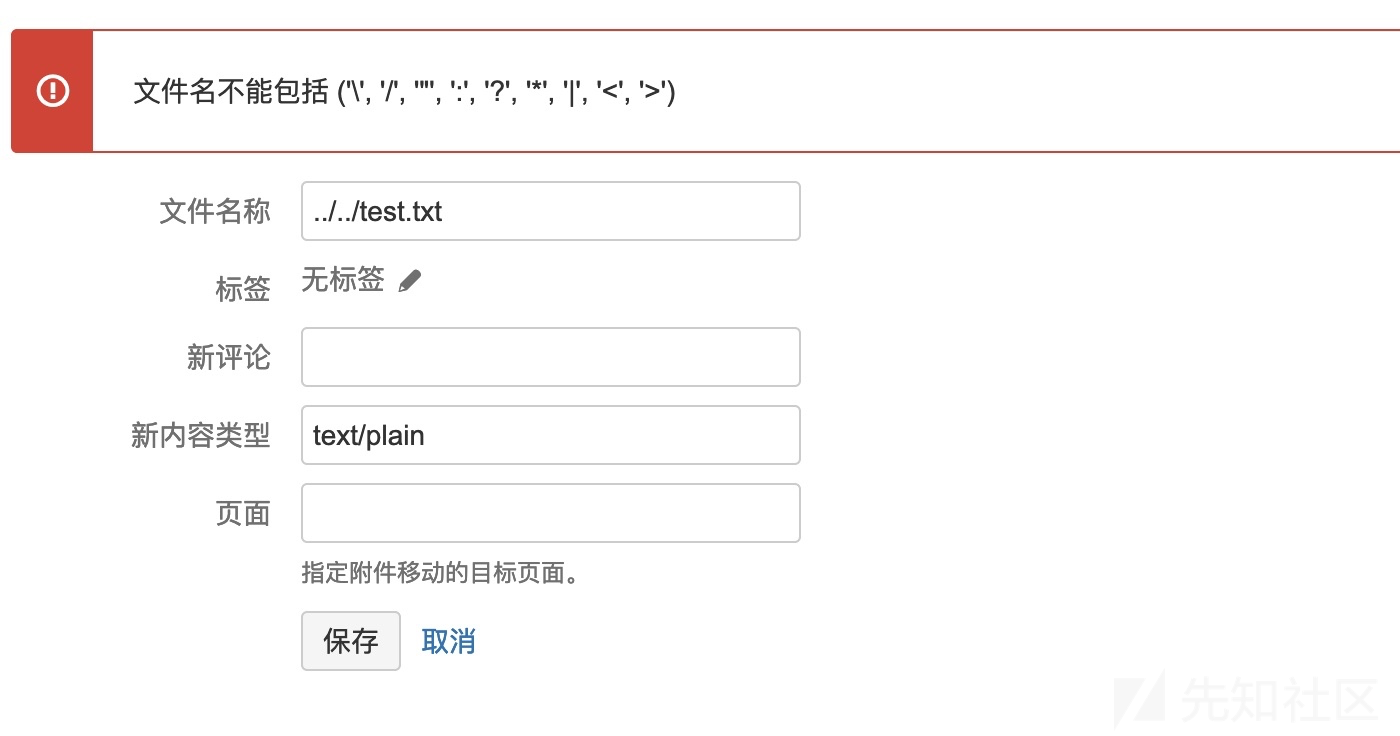 文件名不能包括 ('\', '/', '"', ':', '?', '*', '|', '<', '>')
文件名称 ../../test.txt
标签 无标签
新评论
新内容类型 text/plain
页面
指定附件移动的目标页面。
保存 取消
先知社区